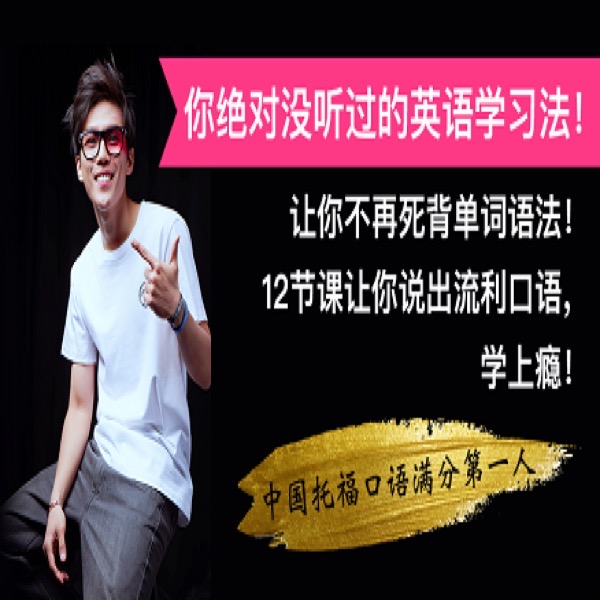 你绝对没听过的英语学习法!
让你不再死背单词语法!
12节课让你说出流利口语,
学上瘾!
中国托福口语满分第一人